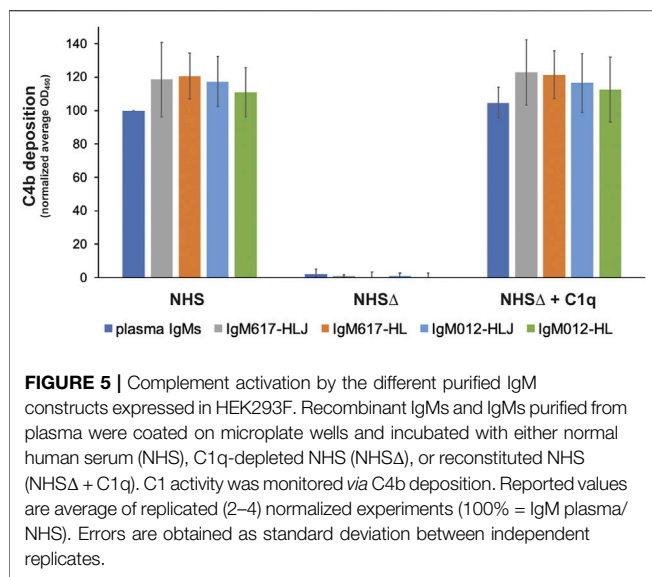 C4b deposition
(normalized average OD₄₅₀)
140
120
100
80
60
40
20
0
NHS NHSΔ NHSΔ + C1q
plasma IgMs IgM617-HLJ IgM617-HL IgM012-HLJ IgM012-HL
FIGURE 5 | Complement activation by the different purified IgM
constructs expressed in HEK293F. Recombinant IgMs and IgMs purified from
plasma were coated on microplate wells and incubated with either normal
human serum (NHS), C1q-depleted NHS (NHSΔ), or reconstituted NHS
(NHSΔ + C1q). C1 activity was monitored via C4b deposition. Reported values
are average of replicated (2–4) normalized experiments (100% = IgM plasma/
NHS). Errors are obtained as standard deviation between independent
replicates.